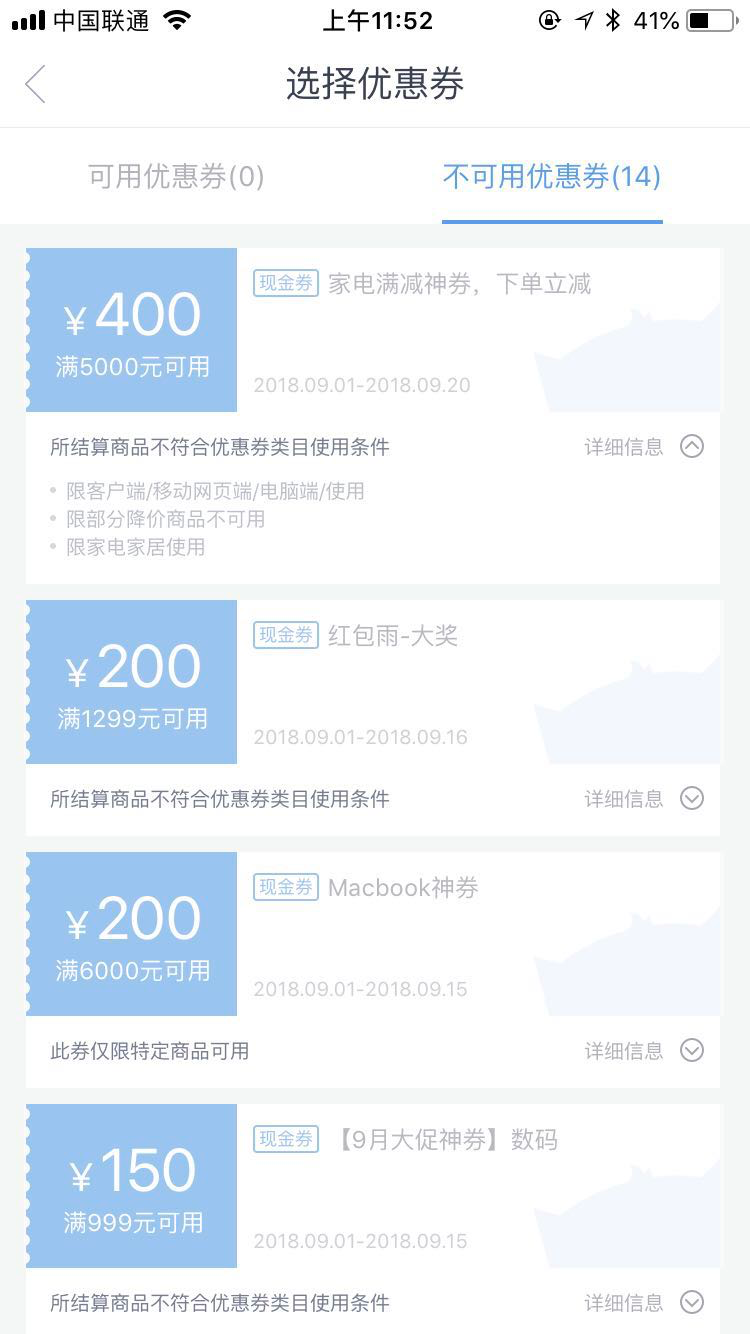 中国联通 上午11:52 41%
选择优惠券
可用优惠券(0) 不可用优惠券(14)
¥400
满5000元可用
现金券 家电满减神券，下单立减
2018.09.01-2018.09.20
所结算商品不符合优惠券类目使用条件 详细信息
• 限客户端/移动网页端/电脑端/使用
• 限部分降价商品不可用
• 限家电家居使用
¥200
满1299元可用
现金券 红包雨-大奖
2018.09.01-2018.09.16
所结算商品不符合优惠券类目使用条件 详细信息
¥200
满6000元可用
现金券 Macbook神券
2018.09.01-2018.09.15
此券仅限特定商品可用 详细信息
¥150
满999元可用
现金券 【9月大促神券】数码
2018.09.01-2018.09.15
所结算商品不符合优惠券类目使用条件 详细信息